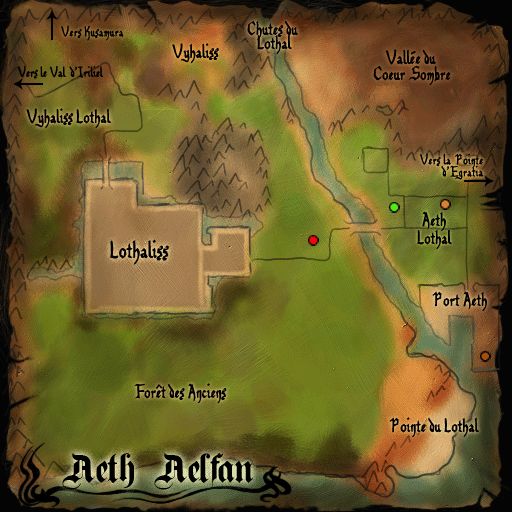 Chutes du
Lothal
Vers Kusamura
Vyhaliss
Vallée du
Coeur Sombre
Vers le Val d'Iriliel
Vyhaliss Lothal
Vers la Pointe
d'Egratia
Aeth
Lothal
Lothaliss
Port Aeth
Forêt des Anciens
Pointe du Lothal
Aeth Aelfan